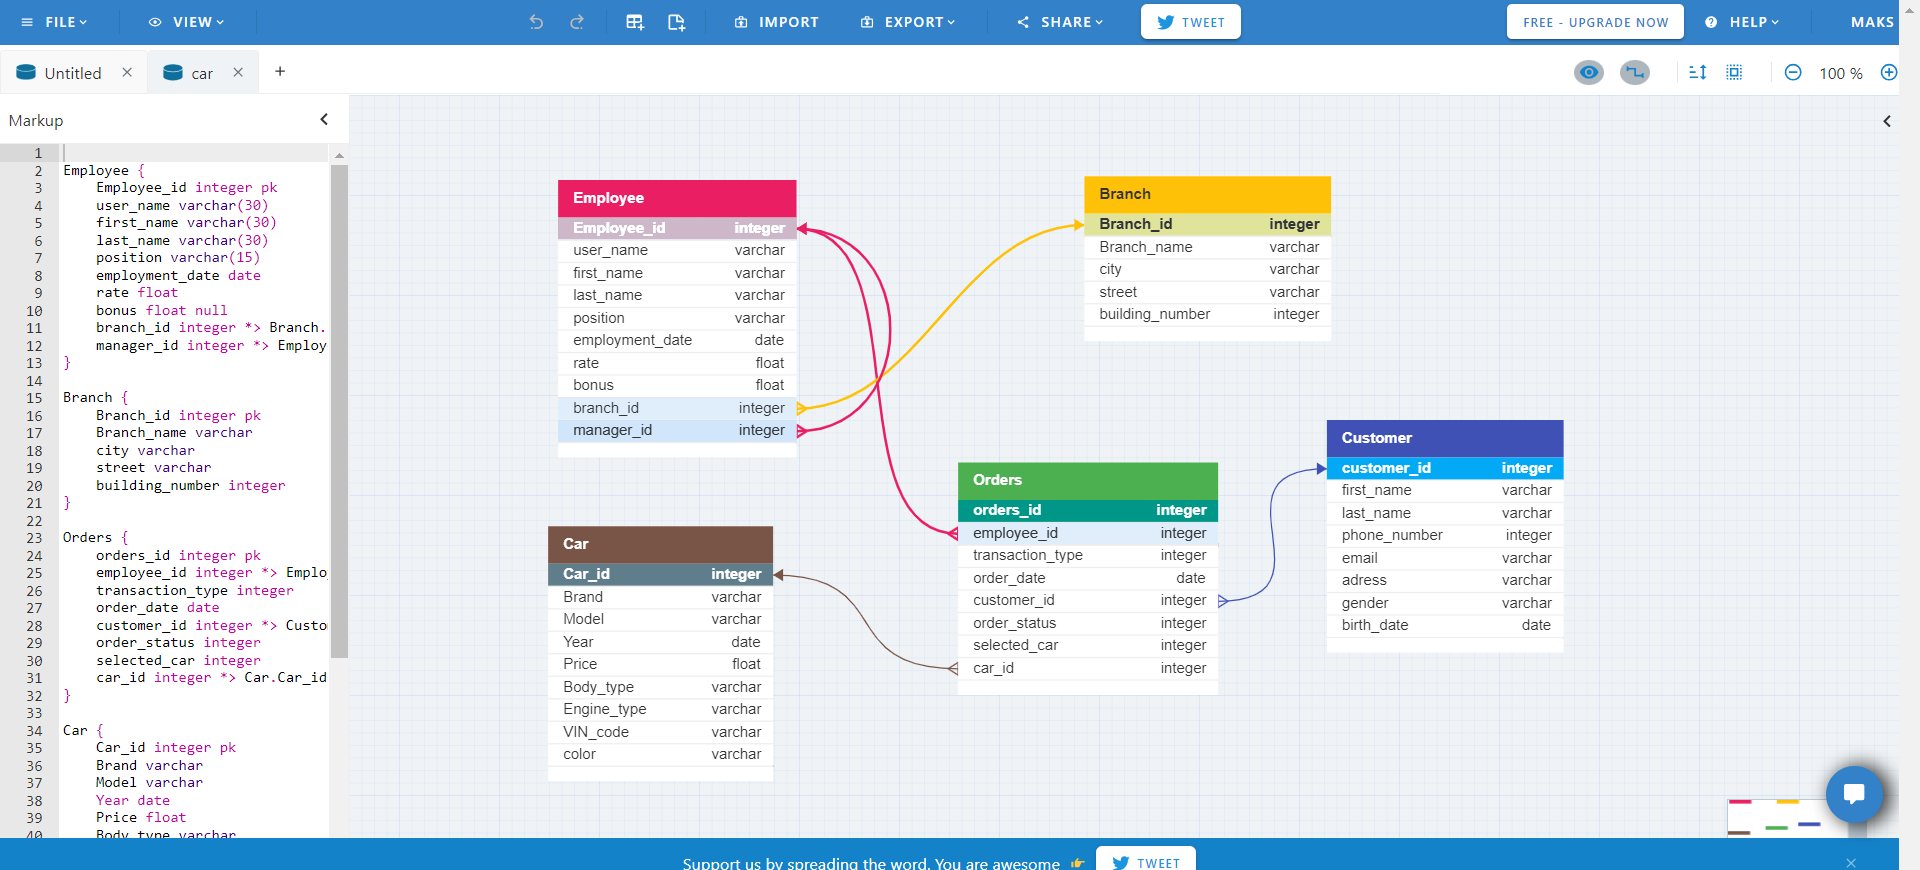 FILE
VIEW
IMPORT
EXPORT
SHARE
TWEET
FREE - UPGRADE NOW
HELP
MAKS
Untitled
car
100 %
Markup
1
2 Employee {
3 Employee_id integer pk
4 user_name varchar(30)
5 first_name varchar(30)
6 last_name varchar(30)
7 position varchar(15)
8 employment_date date
9 rate float
10 bonus float null
11 branch_id integer *> Branch.
12 manager_id integer *> Employ
13 }
14
15 Branch {
16 Branch_id integer pk
17 Branch_name varchar
18 city varchar
19 street varchar
20 building_number integer
21 }
22
23 Orders {
24 orders_id integer pk
25 employee_id integer *> Emplo
26 transaction_type integer
27 order_date date
28 customer_id integer *> Custo
29 order_status integer
30 selected_car integer
31 car_id integer *> Car.Car_id
32 }
33
34 Car {
35 Car_id integer pk
36 Brand varchar
37 Model varchar
38 Year date
39 Price float
40 Body_type varchar
Employee
Employee_id integer
user_name varchar
first_name varchar
last_name varchar
position varchar
employment_date date
rate float
bonus float
branch_id integer
manager_id integer
Branch
Branch_id integer
Branch_name varchar
city varchar
street varchar
building_number integer
Customer
customer_id integer
first_name varchar
last_name varchar
phone_number integer
email varchar
adress varchar
gender varchar
birth_date date
Orders
orders_id integer
employee_id integer
transaction_type integer
order_date date
customer_id integer
order_status integer
selected_car integer
car_id integer
Car
Car_id integer
Brand varchar
Model varchar
Year date
Price float
Body_type varchar
Engine_type varchar
VIN_code varchar
color varchar
Support us by spreading the word. You are awesome
TWEET